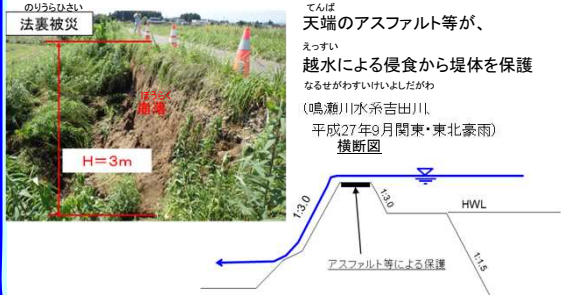 のりうらひさい
法裏被災
崩落
H=3m
てんば
天端のアスファルト等が、
えっすい
越水による侵食から堤体を保護
なるせがわすいけいよしだがわ
(鳴瀬川水系吉田川、
平成27年9月関東・東北豪雨)
横断図
1:3.0
1:3.0
HWL
1:1.5
アスファルト等による保護